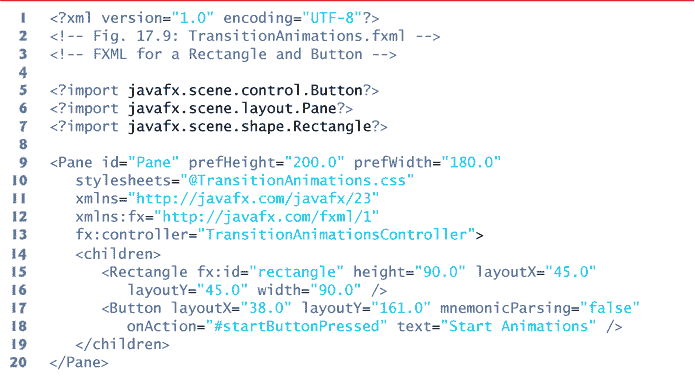 1 <?xml version="1.0" encoding="UTF-8"?>
2 <!-- Fig. 17.9: TransitionAnimations.fxml -->
3 <!-- FXML for a Rectangle and Button -->
4
5 <?import javafx.scene.control.Button?>
6 <?import javafx.scene.layout.Pane?>
7 <?import javafx.scene.shape.Rectangle?>
8
9 <Pane id="Pane" prefHeight="200.0" prefWidth="180.0"
10 stylesheets="@TransitionAnimations.css"
11 xmlns="http://javafx.com/javafx/23"
12 xmlns:fx="http://javafx.com/fxml/1"
13 fx:controller="TransitionAnimationsController">
14 <children>
15 <Rectangle fx:id="rectangle" height="90.0" layoutX="45.0"
16 layoutY="45.0" width="90.0" />
17 <Button layoutX="38.0" layoutY="161.0" mnemonicParsing="false"
18 onAction="#startButtonPressed" text="Start Animations" />
19 </children>
20 </Pane>